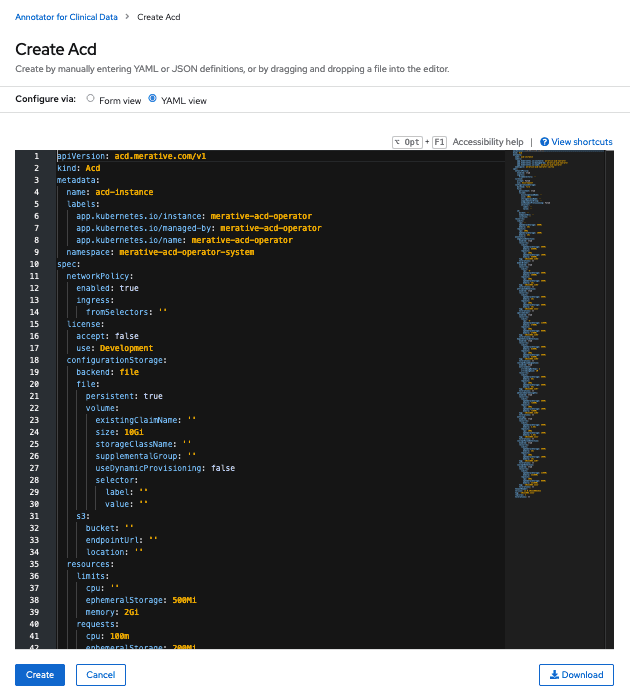 Annotator for Clinical Data > Create Acd
Create Acd
Create by manually entering YAML or JSON definitions, or by dragging and dropping a file into the editor.
Configure via: Form view YAML view
⌥ Opt + F1 Accessibility help | View shortcuts
1 apiVersion: acd.merative.com/v1
2 kind: Acd
3 metadata:
4 name: acd-instance
5 labels:
6 app.kubernetes.io/instance: merative-acd-operator
7 app.kubernetes.io/managed-by: merative-acd-operator
8 app.kubernetes.io/name: merative-acd-operator
9 namespace: merative-acd-operator-system
10 spec:
11 networkPolicy:
12 enabled: true
13 ingress:
14 fromSelectors: ''
15 license:
16 accept: false
17 use: Development
18 configurationStorage:
19 backend: file
20 file:
21 persistent: true
22 volume:
23 existingClaimName: ''
24 size: 10Gi
25 storageClassName: ''
26 supplementalGroup: ''
27 useDynamicProvisioning: false
28 selector:
29 label: ''
30 value: ''
31 s3:
32 bucket: ''
33 endpointUrl: ''
34 location: ''
35 resources:
36 limits:
37 cpu: ''
38 ephemeralStorage: 500Mi
39 memory: 2Gi
40 requests:
41 cpu: 100m
42 ephemeralStorage: 200Mi
Create Cancel Download